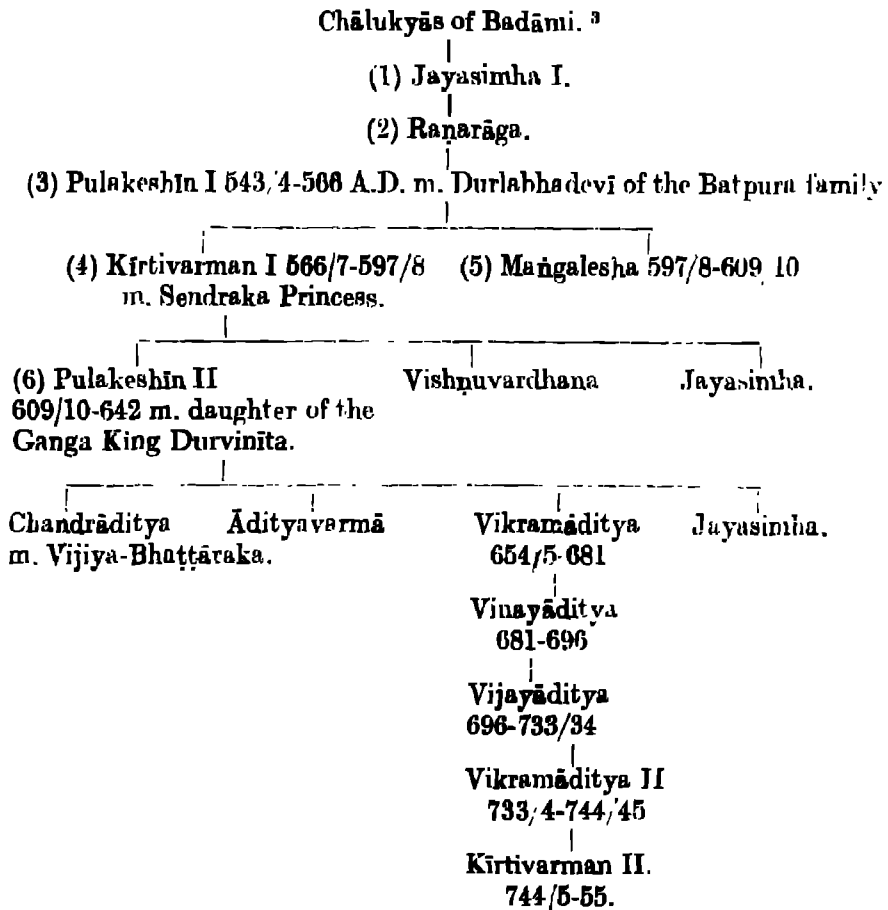 Chālukyās of Badāmi. ³
(1) Jayasimha I.
(2) Raṇarāga.
(3) Pulakeshīn I 543/4-566 A.D. m. Durlabhadevī of the Batpura family
(4) Kīrtivarman I 566/7-597/8 (5) Maṅgalesha 597/8-609 10
m. Sendraka Princess.
(6) Pulakeshīn II Vishṇuvardhana Jayasimha.
609/10-642 m. daughter of the
Ganga King Durvinīta.
Chandrāditya Ādityavarmā Vikramāditya Jayasimha.
m. Vijiya-Bhaṭṭāraka. 654/5-681
Vinayāditya
681-696
Vijayāditya
696-733/34
Vikramāditya II
733/4-744/45
Kīrtivarman II.
744/5-55.